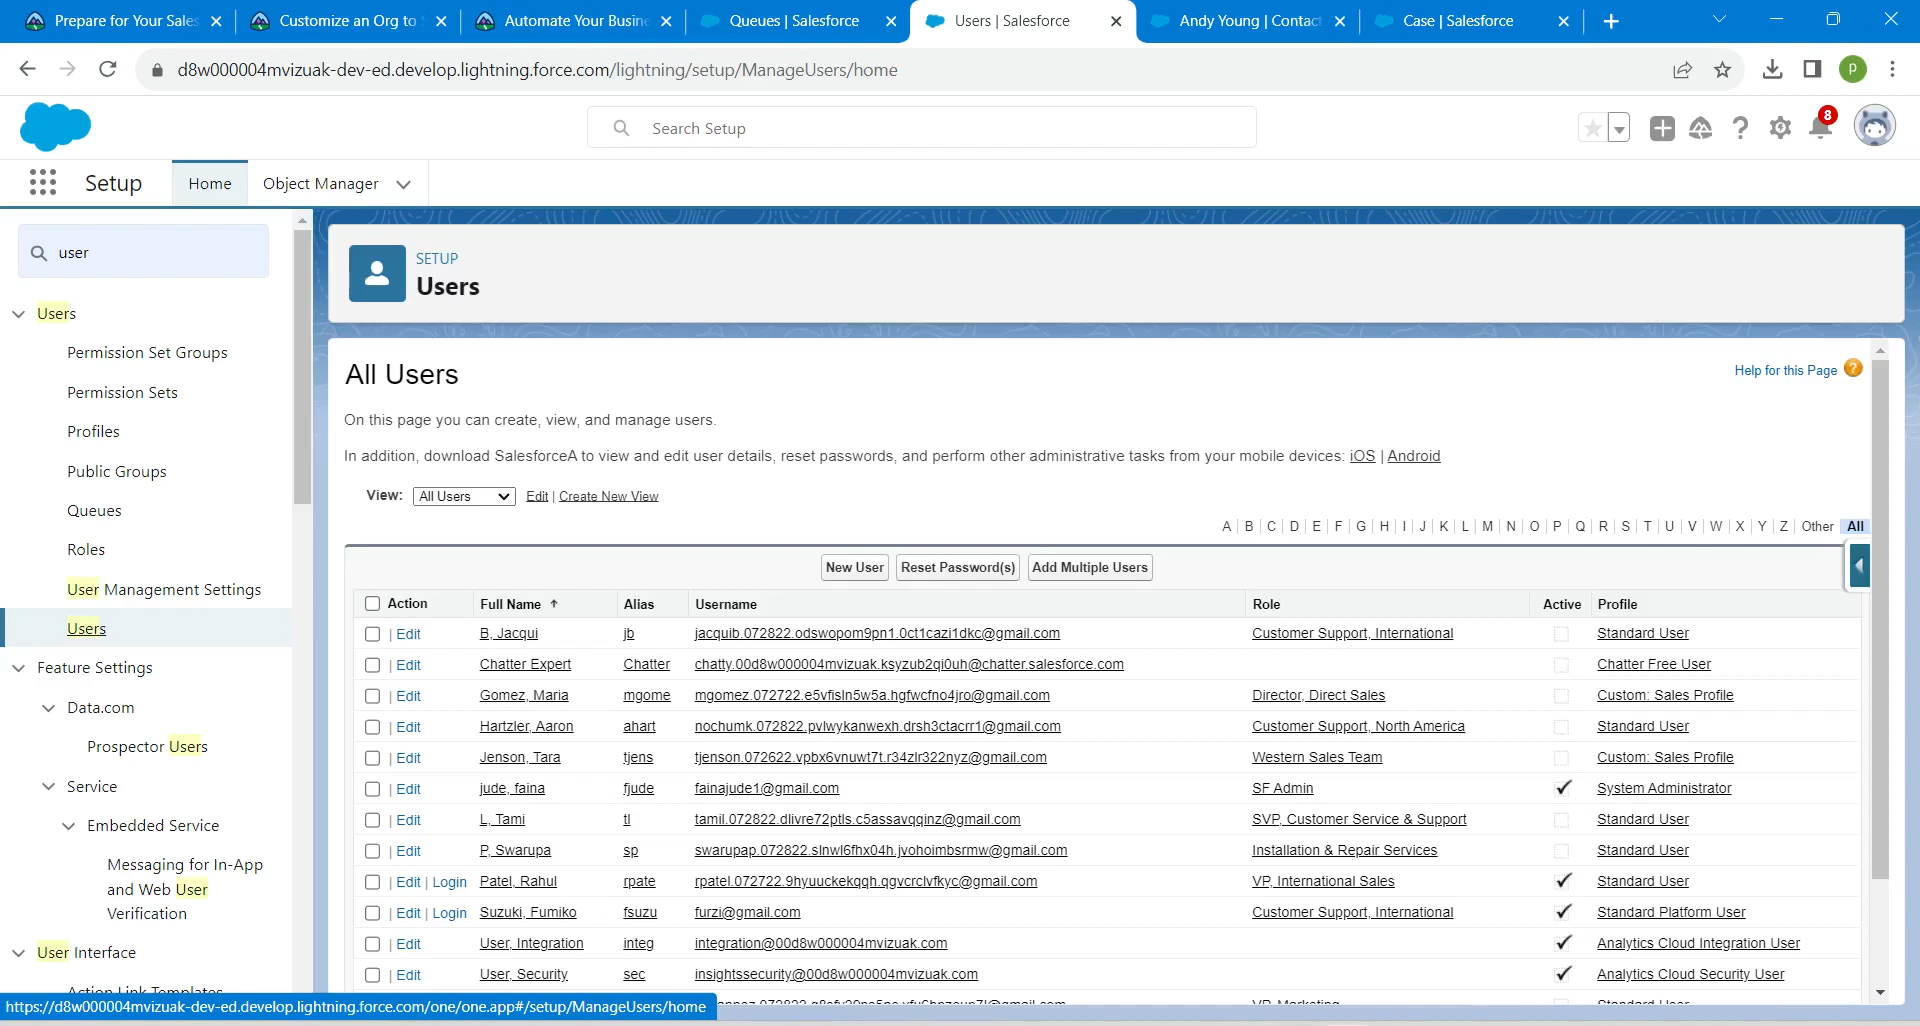 Prepare for Your Sales
Customize an Org to S
Automate Your Busine
Queues | Salesforce
Users | Salesforce
Andy Young | Contact
Case | Salesforce
d8w000004mvizuak-dev-ed.develop.lightning.force.com/lightning/setup/ManageUsers/home
p
Search Setup
8
Setup
Home
Object Manager
user
Users
Permission Set Groups
Permission Sets
Profiles
Public Groups
Queues
Roles
User Management Settings
Users
Feature Settings
Data.com
Prospector Users
Service
Embedded Service
Messaging for In-App
and Web User
Verification
User Interface
Action Link Templates
SETUP
Users
All Users
Help for this Page ?
On this page you can create, view, and manage users.
In addition, download SalesforceA to view and edit user details, reset passwords, and perform other administrative tasks from your mobile devices: iOS | Android
View: All Users Edit | Create New View
A | B | C | D | E | F | G | H | I | J | K | L | M | N | O | P | Q | R | S | T | U | V | W | X | Y | Z | Other All
New User Reset Password(s) Add Multiple Users
Action Full Name ↑ Alias Username Role Active Profile
| Edit B, Jacqui jb jacquib.072822.odswopom9pn1.0ct1cazi1dkc@gmail.com Customer Support, International Standard User
| Edit Chatter Expert Chatter chatty.00d8w000004mvizuak.ksyzub2qi0uh@chatter.salesforce.com Chatter Free User
| Edit Gomez, Maria mgome mgomez.072722.e5vfisln5w5a.hgfwcfno4jro@gmail.com Director, Direct Sales Custom: Sales Profile
| Edit Hartzler, Aaron ahart nochumk.072822.pvlwykanwexh.drsh3ctacrr1@gmail.com Customer Support, North America Standard User
| Edit Jenson, Tara tjens tjenson.072622.vpbx6vnuwt7t.r34zlr322nyz@gmail.com Western Sales Team Custom: Sales Profile
| Edit jude, faina fjude fainajude1@gmail.com SF Admin ✓ System Administrator
| Edit L, Tami tl tamil.072822.dlivre72ptls.c5assavqqinz@gmail.com SVP, Customer Service & Support Standard User
| Edit P, Swarupa sp swarupap.072822.slnwl6fhx04h.jvohoimbsrmw@gmail.com Installation & Repair Services Standard User
| Edit | Login Patel, Rahul rpate rpatel.072722.9hyuuckekqqh.qgvcrclvfkyc@gmail.com VP, International Sales ✓ Standard User
| Edit | Login Suzuki, Fumiko fsuzu furzi@gmail.com Customer Support, International ✓ Standard Platform User
| Edit User, Integration integ integration@00d8w000004mvizuak.com ✓ Analytics Cloud Integration User
| Edit User, Security sec insightssecurity@00d8w000004mvizuak.com ✓ Analytics Cloud Security User
VP, Marketing Standard User
https://d8w000004mvizuak-dev-ed.develop.lightning.force.com/one/one.app#/setup/ManageUsers/home